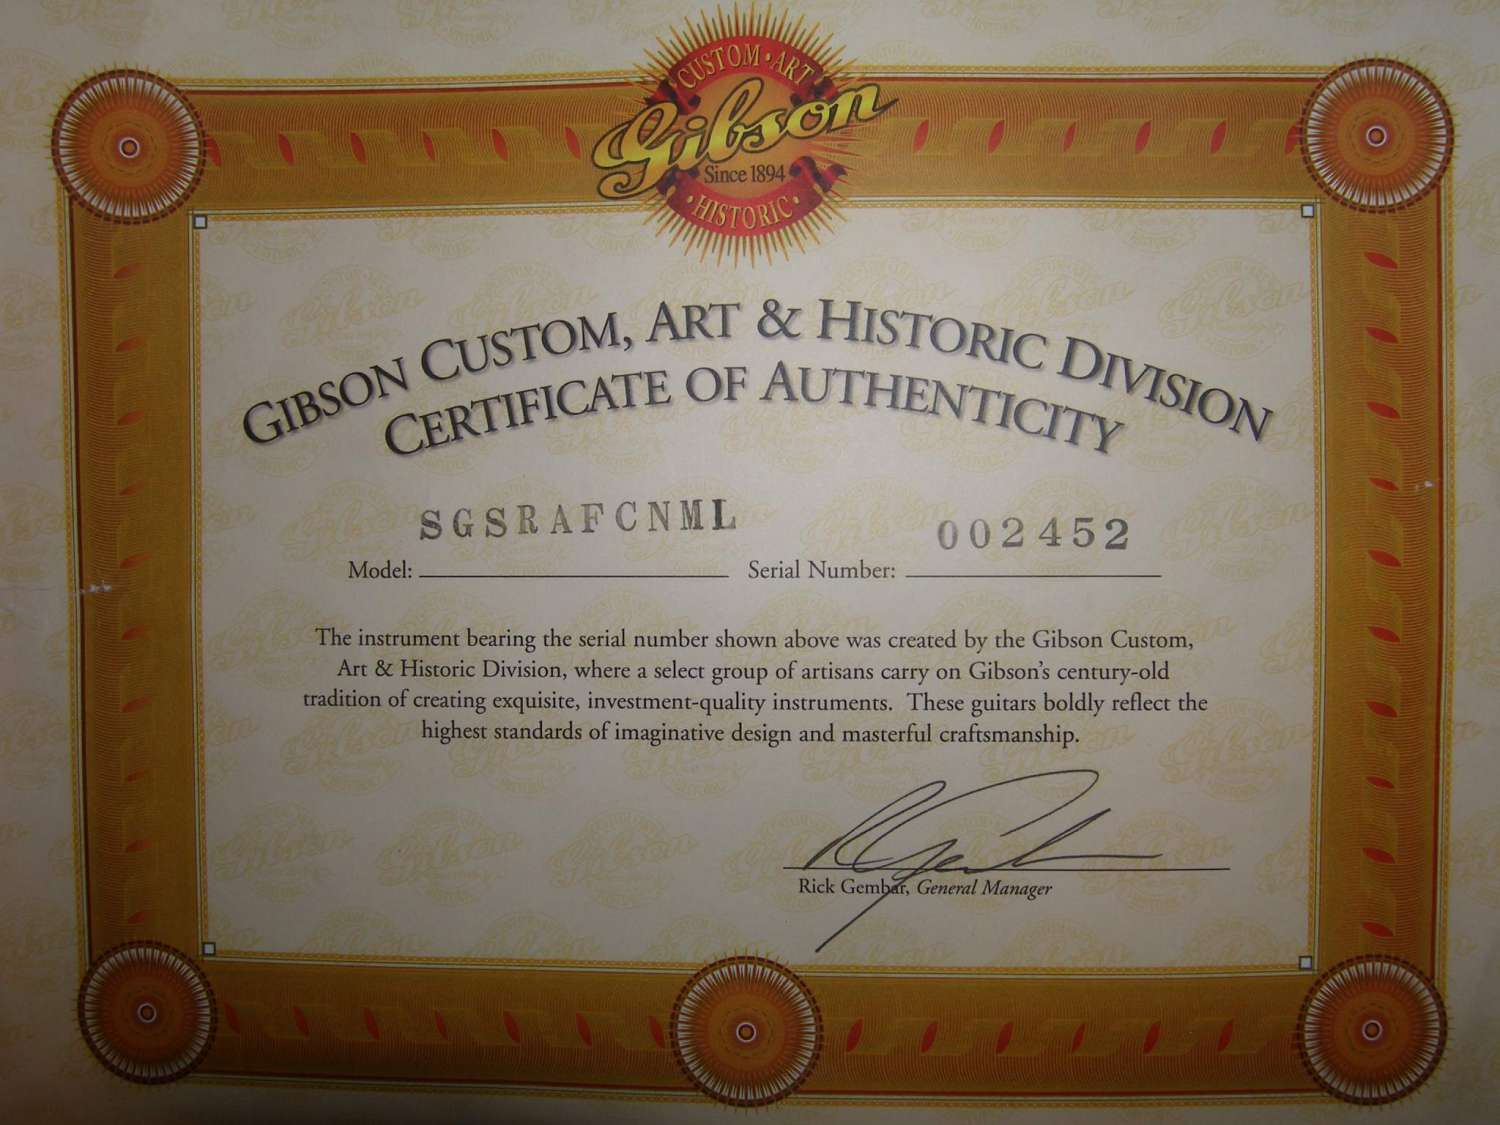 CUSTOM • ART
Gibson
Since 1894
• HISTORIC •
GIBSON CUSTOM, ART & HISTORIC DIVISION
CERTIFICATE OF AUTHENTICITY
Model: SGSRAFCNML Serial Number: 002452
The instrument bearing the serial number shown above was created by the Gibson Custom,
Art & Historic Division, where a select group of artisans carry on Gibson's century-old
tradition of creating exquisite, investment-quality instruments. These guitars boldly reflect the
highest standards of imaginative design and masterful craftsmanship.
Rick Gembar, General Manager